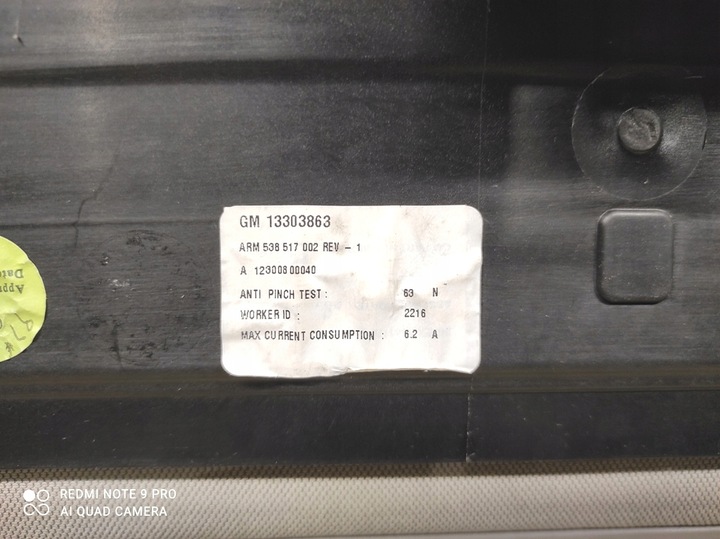 GM 13303863
ARM 538 517 002 REV - 1
A 12300800040
ANTI PINCH TEST : 63 N
WORKER ID : 2216
MAX CURRENT CONSUMPTION : 6.2 A
Date
REDMI NOTE 9 PRO
AI QUAD CAMERA